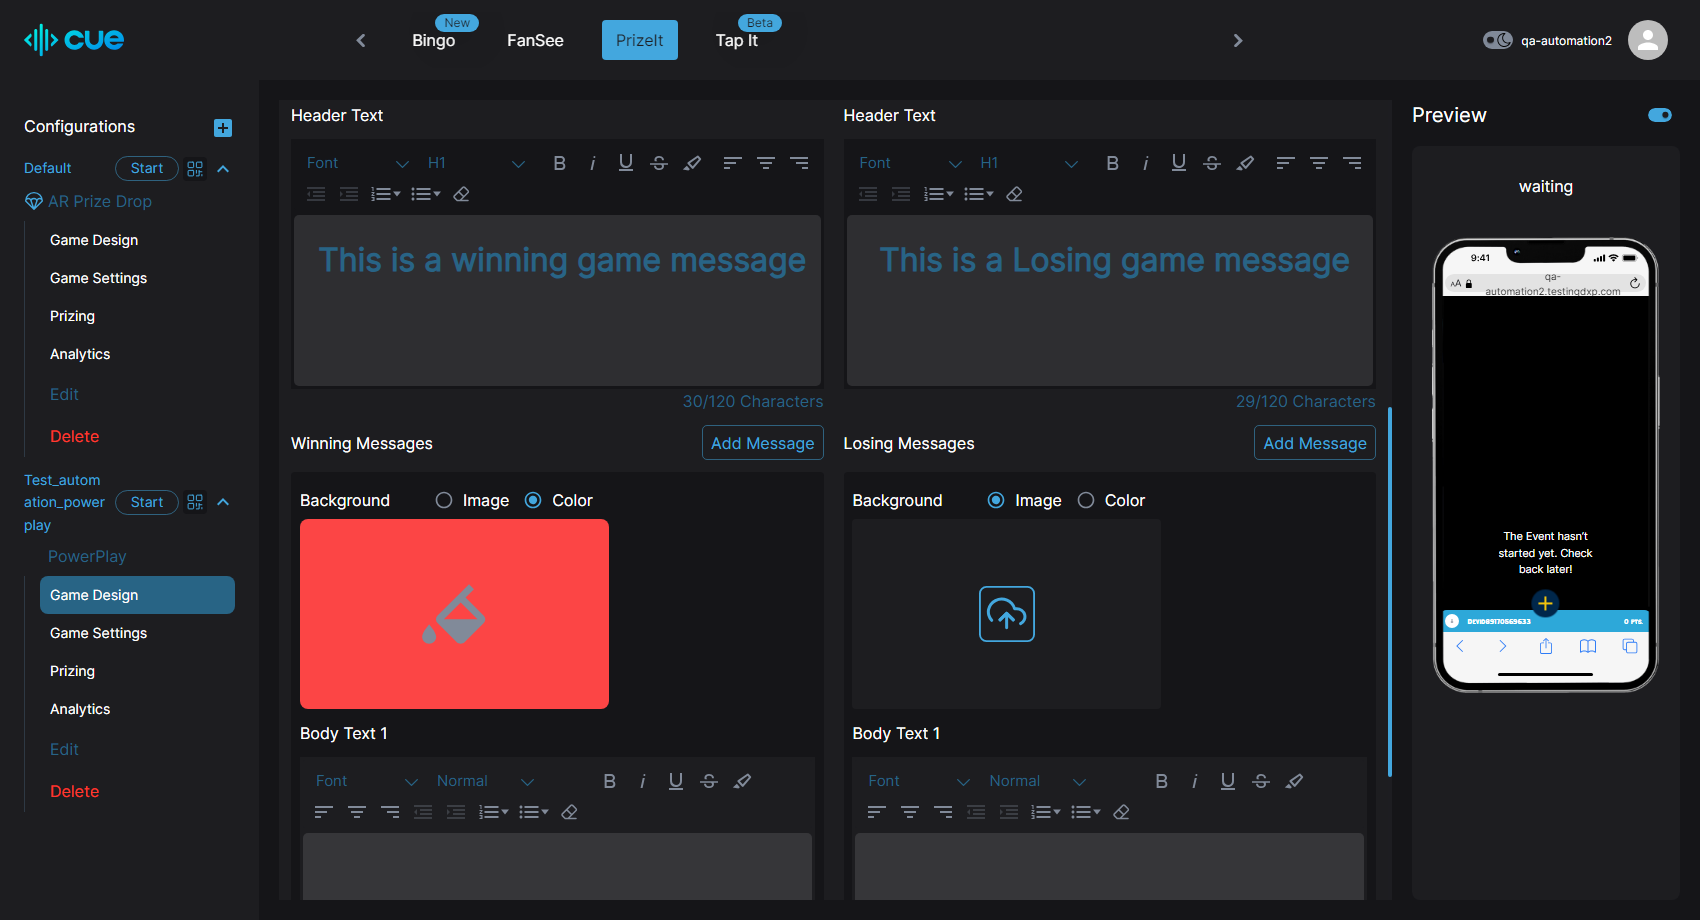 cue
New
Bingo
FanSee
PrizeIt
Beta
Tap It
qa-automation2
Configurations
Default
Start
AR Prize Drop
Game Design
Game Settings
Prizing
Analytics
Edit
Delete
Test_autom
ation_power
play
Start
PowerPlay
Game Design
Game Settings
Prizing
Analytics
Edit
Delete
Header Text
Font
H1
B
i
U
S
This is a winning game message
30/120 Characters
Winning Messages
Add Message
Background
Image
Color
Body Text 1
Font
Normal
B
i
U
S
Header Text
Font
H1
B
i
U
S
This is a Losing game message
29/120 Characters
Losing Messages
Add Message
Background
Image
Color
Body Text 1
Font
Normal
B
i
U
S
Preview
waiting
9:41
AA
qa-
automation2.testingdxp.com
The Event hasn't
started yet. Check
back later!
0 PTS.